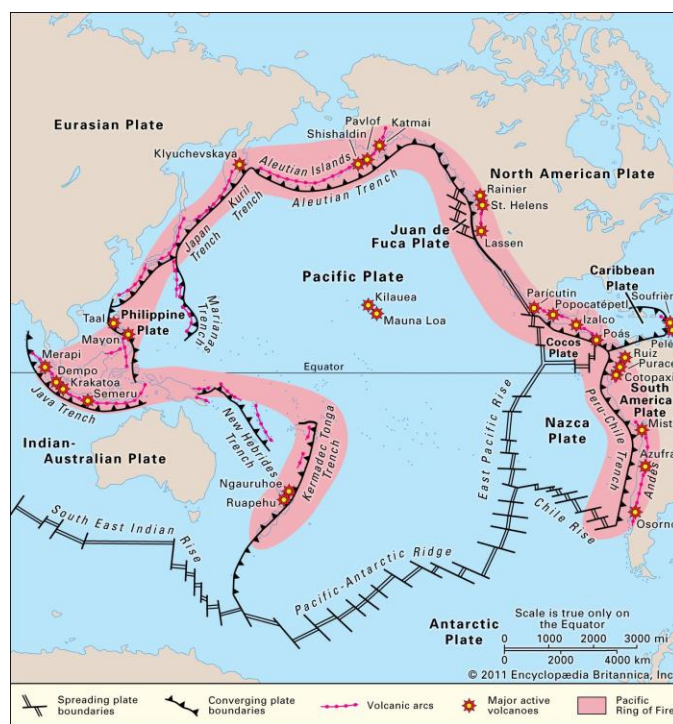 Eurasian Plate
Klyuchevskaya
Aleutian Islands
Shishaldin
Pavlof
Katmai
Aleutian Trench
Kuril
Trench
Japan
Trench
North American Plate
Rainier
St. Helens
Juan de
Fuca Plate
Lassen
Pacific Plate
Kilauea
Mauna Loa
Caribbean
Plate
Soufrièr
Parícutin
Popocatépetl
Izalco
Poás
Pelé
Cocos
Plate
Ruiz
Purace
Cotopaxi
South
America
Plate
Taal
Philippine
Plate
Mayon
Marianas
Trench
Merapi
Dempo
Krakatoa
Semeru
Java Trench
Equator
Indian-
Australian Plate
New Hebrides
Trench
Kermadec Tonga
Trench
Ngauruhoe
Ruapehu
East Pacific Rise
Nazca
Plate
Peru-Chile
Trench
Mist
Azufra
Andes
Osorno
Chile Rise
South East Indian
Rise
Pacific-Antarctic Ridge
Antarctic
Plate
Scale is true only on
the Equator
0 1000 2000 3000 mi
0 2000 4000 km
© 2011 Encyclopædia Britannica, Inc
Spreading plate
boundaries
Converging plate
boundaries
Volcanic arcs
Major active
volcanoes
Pacific
Ring of Fire